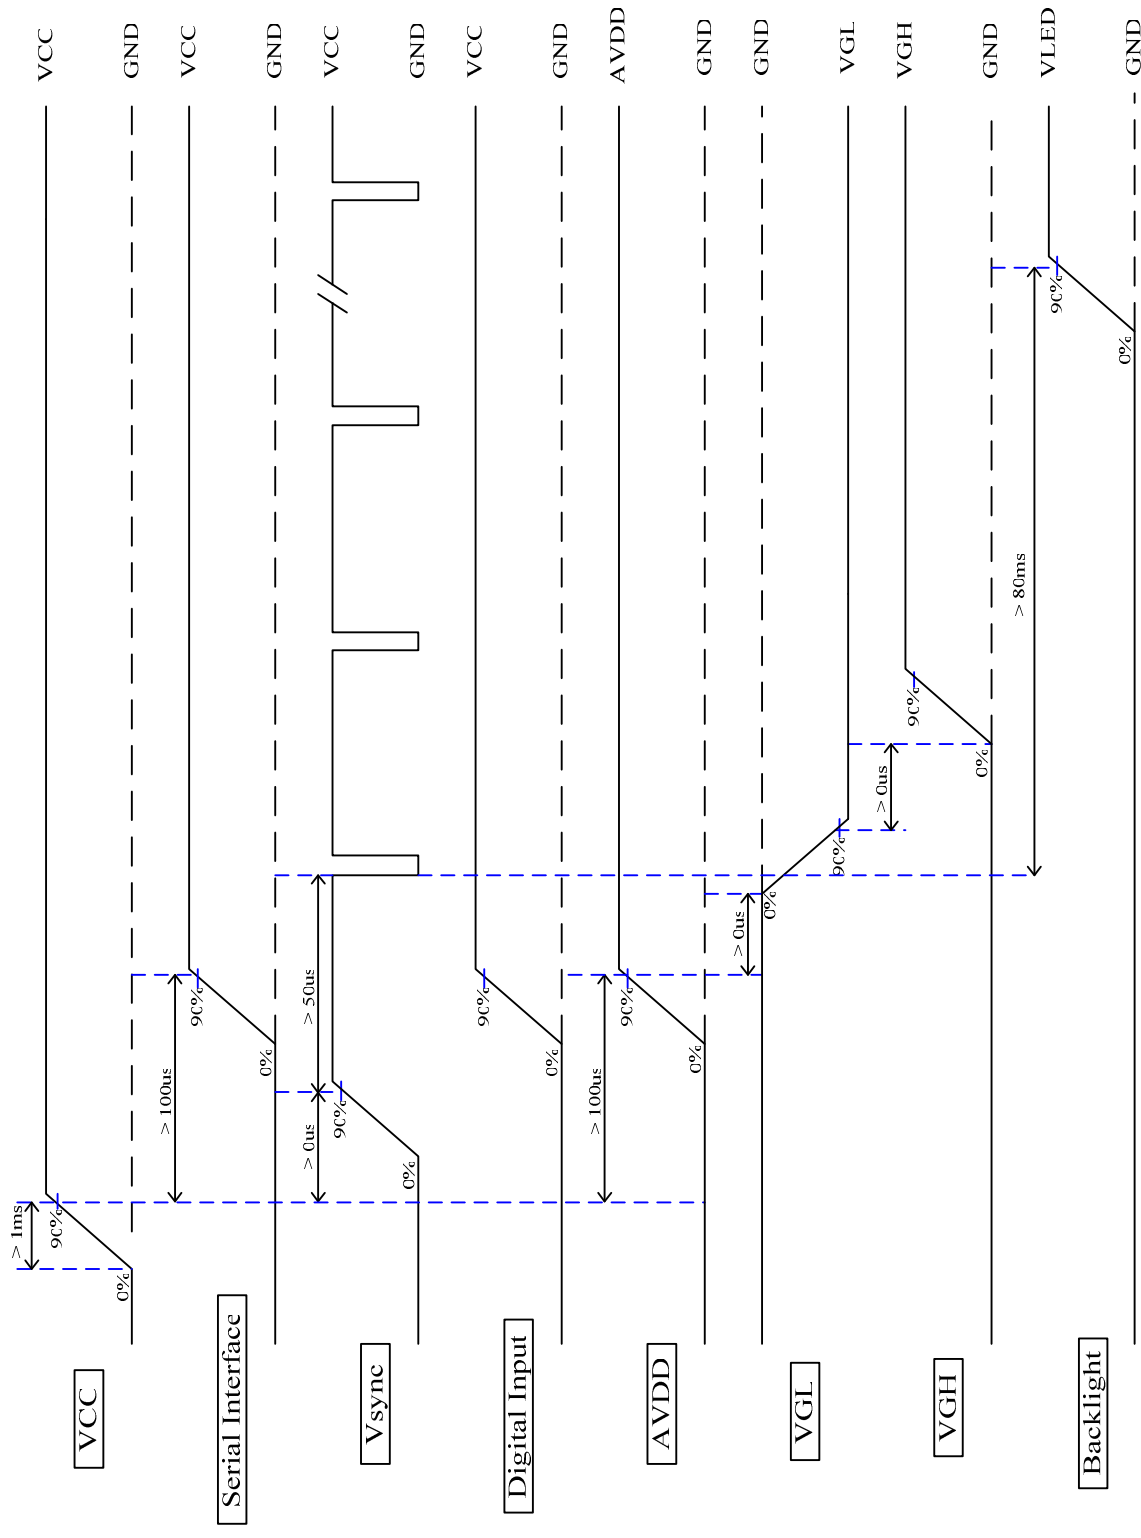 VCC
> 1ms
0%
90%
VCC
GND
Serial Interface
> 100us
0%
90%
VCC
GND
Vsync
> 0us
> 50us
0%
90%
VCC
GND
Digital Input
0%
90%
VCC
GND
AVDD
> 100us
0%
90%
AVDD
GND
VGL
> 0us
0%
90%
GND
VGL
VGH
> 0us
0%
90%
VGH
GND
Backlight
> 80ms
0%
90%
VLED
GND